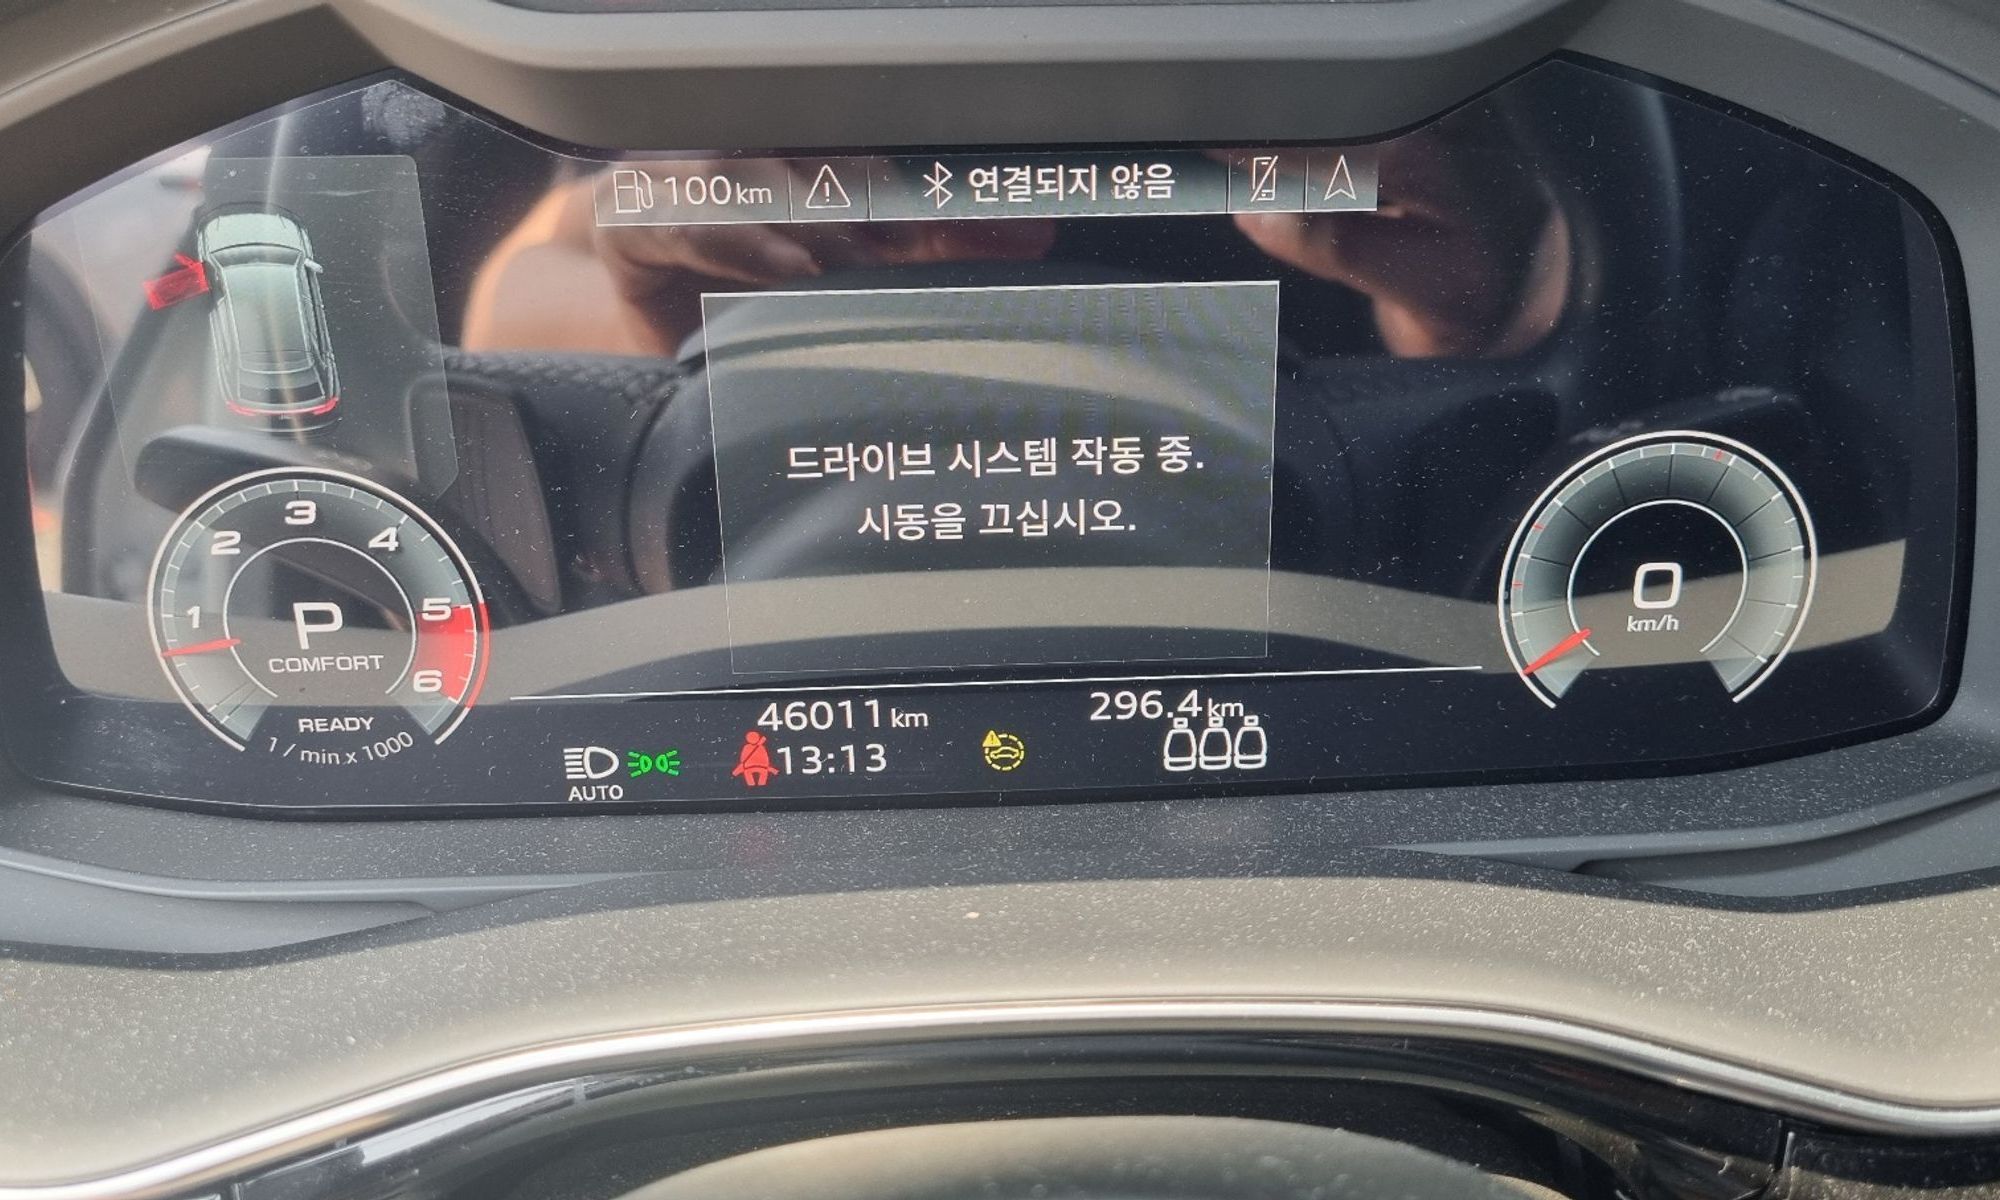 100 km
연결되지 않음
드라이브 시스템 작동 중.
시동을 끄십시오.
1 2 3 4 5 6
P
COMFORT
READY
1 / min x 1000
0
km/h
46011 km
296.4 km
AUTO
13:13